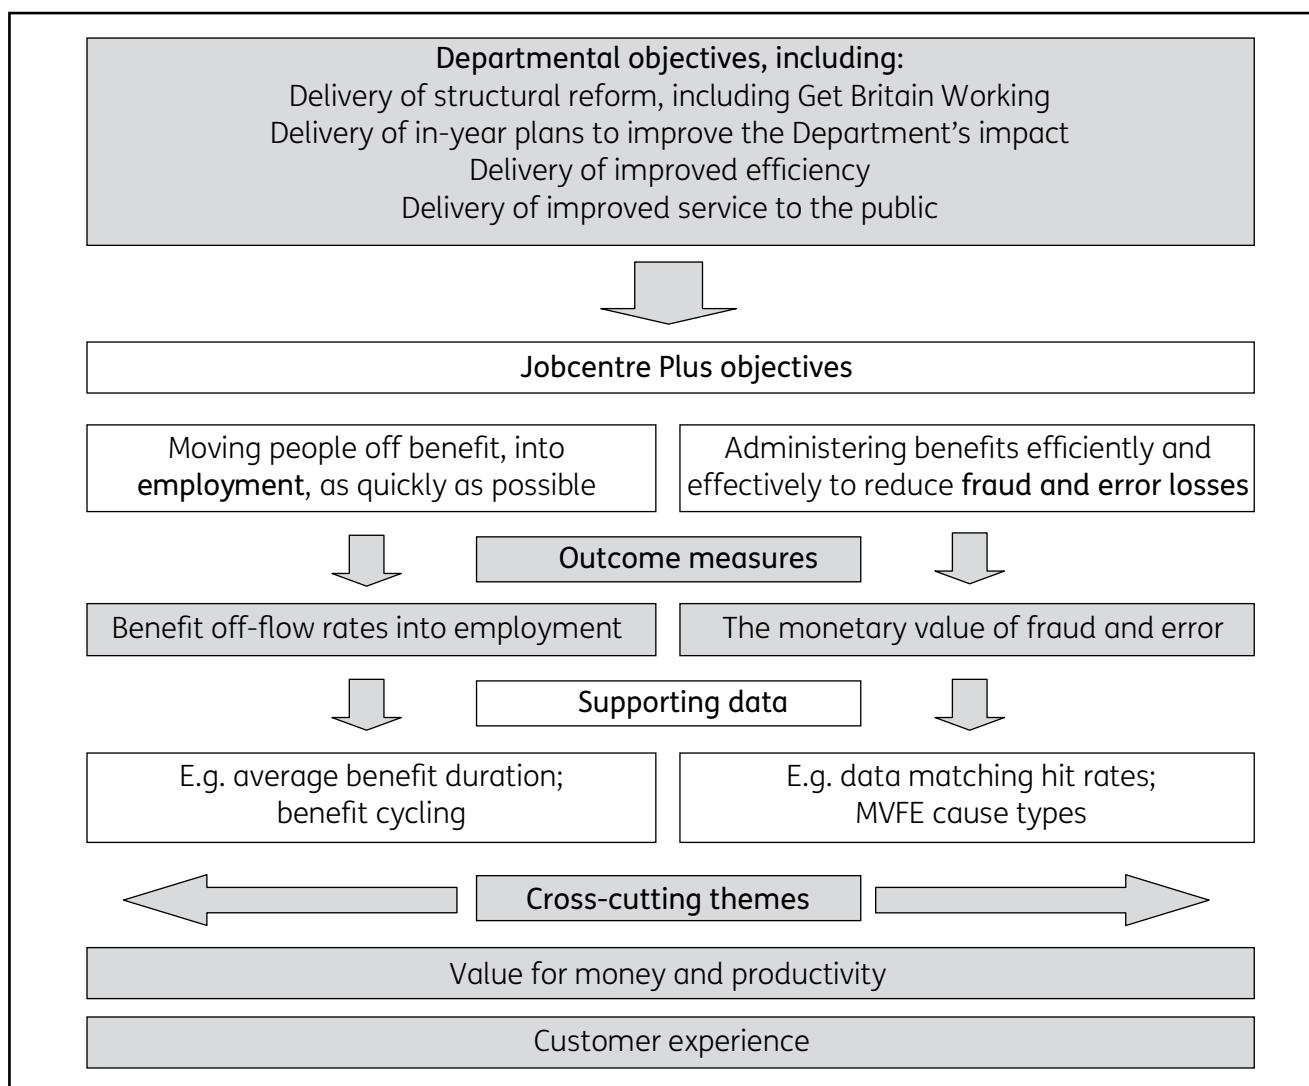 Departmental objectives, including:
Delivery of structural reform, including Get Britain Working
Delivery of in-year plans to improve the Department’s impact
Delivery of improved efficiency
Delivery of improved service to the public
Jobcentre Plus objectives
Moving people off benefit, into
employment, as quickly as possible
Administering benefits efficiently and
effectively to reduce fraud and error losses
Outcome measures
Benefit off-flow rates into employment
The monetary value of fraud and error
Supporting data
E.g. average benefit duration;
benefit cycling
E.g. data matching hit rates;
MVFE cause types
Cross-cutting themes
Value for money and productivity
Customer experience